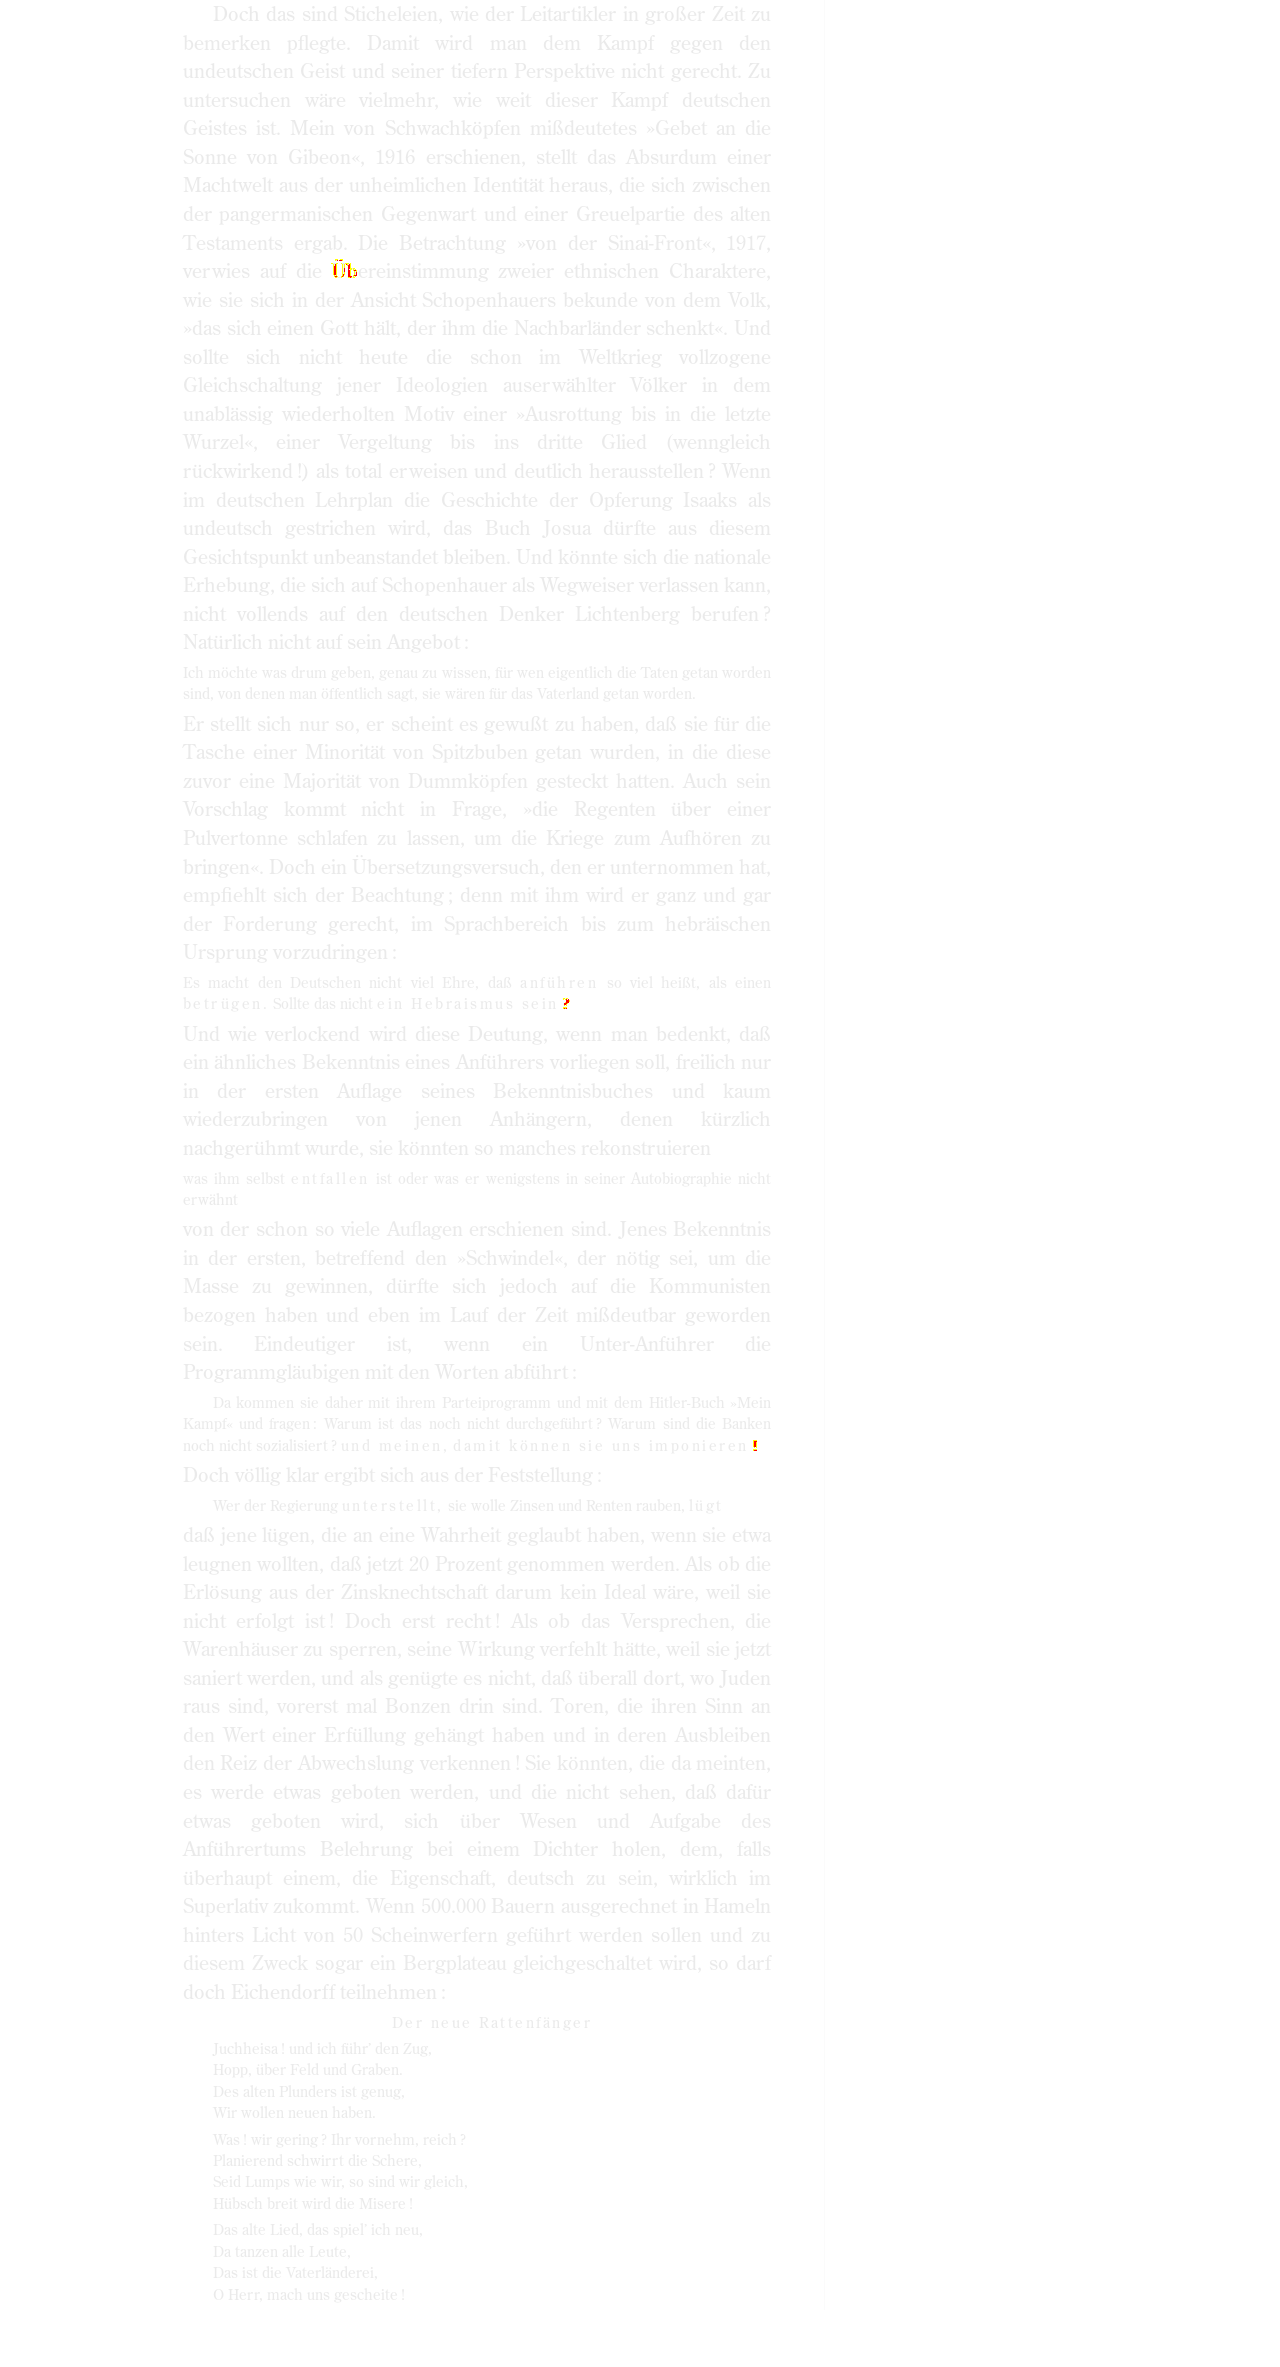 Doch das sind Sticheleien, wie der Leitartikler in großer Zeit zu
bemerken pflegte. Damit wird man dem Kampf gegen den
undeutschen Geist und seiner tiefern Perspektive nicht gerecht. Zu
untersuchen wäre vielmehr, wie weit dieser Kampf deutschen
Geistes ist. Mein von Schwachköpfen mißdeutetes »Gebet an die
Sonne von Gibeon«, 1916 erschienen, stellt das Absurdum einer
Machtwelt aus der unheimlichen Identität heraus, die sich zwischen
der pangermanischen Gegenwart und einer Greuelpartie des alten
Testaments ergab. Die Betrachtung »von der Sinai-Front«, 1917,
verwies auf die Übereinstimmung zweier ethnischen Charaktere,
wie sie sich in der Ansicht Schopenhauers bekunde von dem Volk,
»das sich einen Gott hält, der ihm die Nachbarländer schenkt«. Und
sollte sich nicht heute die schon im Weltkrieg vollzogene
Gleichschaltung jener Ideologien auserwählter Völker in dem
unablässig wiederholten Motiv einer »Ausrottung bis in die letzte
Wurzel«, einer Vergeltung bis ins dritte Glied (wenngleich
rückwirkend !) als total erweisen und deutlich herausstellen ? Wenn
im deutschen Lehrplan die Geschichte der Opferung Isaaks als
undeutsch gestrichen wird, das Buch Josua dürfte aus diesem
Gesichtspunkt unbeanstandet bleiben. Und könnte sich die nationale
Erhebung, die sich auf Schopenhauer als Wegweiser verlassen kann,
nicht vollends auf den deutschen Denker Lichtenberg berufen ?
Natürlich nicht auf sein Angebot :
Ich möchte was drum geben, genau zu wissen, für wen eigentlich die Taten getan worden
sind, von denen man öffentlich sagt, sie wären für das Vaterland getan worden.
Er stellt sich nur so, er scheint es gewußt zu haben, daß sie für die
Tasche einer Minorität von Spitzbuben getan wurden, in die diese
zuvor eine Majorität von Dummköpfen gesteckt hatten. Auch sein
Vorschlag kommt nicht in Frage, »die Regenten über einer
Pulvertonne schlafen zu lassen, um die Kriege zum Aufhören zu
bringen«. Doch ein Übersetzungsversuch, den er unternommen hat,
empfiehlt sich der Beachtung ; denn mit ihm wird er ganz und gar
der Forderung gerecht, im Sprachbereich bis zum hebräischen
Ursprung vorzudringen :
Es macht den Deutschen nicht viel Ehre, daß anführen so viel heißt, als einen
betrügen. Sollte das nicht ein Hebraismus sein ?
Und wie verlockend wird diese Deutung, wenn man bedenkt, daß
ein ähnliches Bekenntnis eines Anführers vorliegen soll, freilich nur
in der ersten Auflage seines Bekenntnisbuches und kaum
wiederzubringen von jenen Anhängern, denen kürzlich
nachgerühmt wurde, sie könnten so manches rekonstruieren
was ihm selbst entfallen ist oder was er wenigstens in seiner Autobiographie nicht
erwähnt
von der schon so viele Auflagen erschienen sind. Jenes Bekenntnis
in der ersten, betreffend den »Schwindel«, der nötig sei, um die
Masse zu gewinnen, dürfte sich jedoch auf die Kommunisten
bezogen haben und eben im Lauf der Zeit mißdeutbar geworden
sein. Eindeutiger ist, wenn ein Unter-Anführer die
Programmgläubigen mit den Worten abführt :
Da kommen sie daher mit ihrem Parteiprogramm und mit dem Hitler-Buch »Mein
Kampf« und fragen : Warum ist das noch nicht durchgeführt ? Warum sind die Banken
noch nicht sozialisiert ? und meinen, damit können sie uns imponieren !
Doch völlig klar ergibt sich aus der Feststellung :
Wer der Regierung unterstellt, sie wolle Zinsen und Renten rauben, lügt
daß jene lügen, die an eine Wahrheit geglaubt haben, wenn sie etwa
leugnen wollten, daß jetzt 20 Prozent genommen werden. Als ob die
Erlösung aus der Zinsknechtschaft darum kein Ideal wäre, weil sie
nicht erfolgt ist ! Doch erst recht ! Als ob das Versprechen, die
Warenhäuser zu sperren, seine Wirkung verfehlt hätte, weil sie jetzt
saniert werden, und als genügte es nicht, daß überall dort, wo Juden
raus sind, vorerst mal Bonzen drin sind. Toren, die ihren Sinn an
den Wert einer Erfüllung gehängt haben und in deren Ausbleiben
den Reiz der Abwechslung verkennen ! Sie könnten, die da meinten,
es werde etwas geboten werden, und die nicht sehen, daß dafür
etwas geboten wird, sich über Wesen und Aufgabe des
Anführertums Belehrung bei einem Dichter holen, dem, falls
überhaupt einem, die Eigenschaft, deutsch zu sein, wirklich im
Superlativ zukommt. Wenn 500.000 Bauern ausgerechnet in Hameln
hinters Licht von 50 Scheinwerfern geführt werden sollen und zu
diesem Zweck sogar ein Bergplateau gleichgeschaltet wird, so darf
doch Eichendorff teilnehmen :
Der neue Rattenfänger
Juchheisa ! und ich führ' den Zug,
Hopp, über Feld und Graben.
Des alten Plunders ist genug,
Wir wollen neuen haben.
Was ! wir gering ? Ihr vornehm, reich ?
Planierend schwirrt die Schere,
Seid Lumps wie wir, so sind wir gleich,
Hübsch breit wird die Misere !
Das alte Lied, das spiel' ich neu,
Da tanzen alle Leute,
Das ist die Vaterländerei,
O Herr, mach uns gescheite !